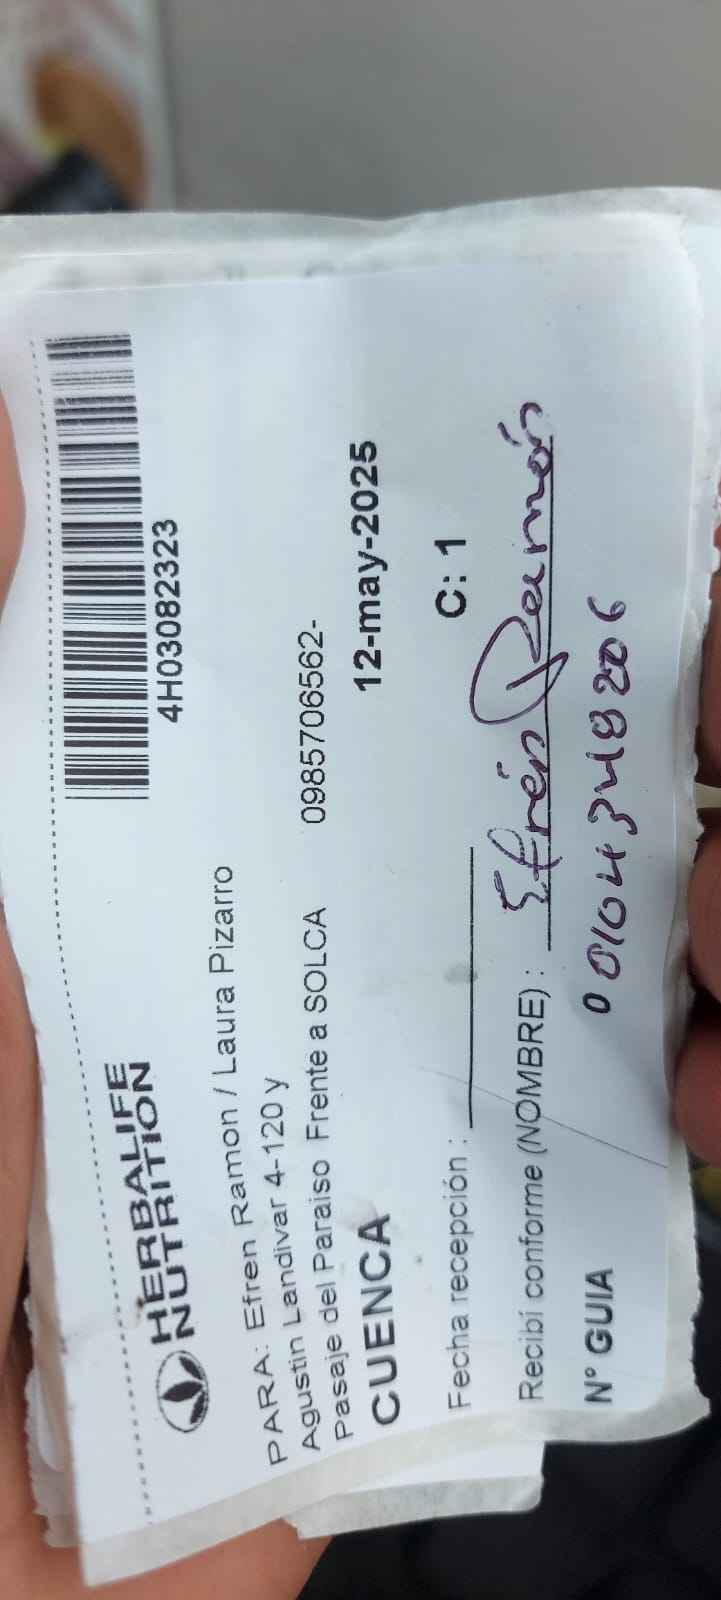 HERBALIFE
NUTRITION
4H03082323
PARA: Efren Ramon / Laura Pizarro
Agustin Landivar 4-120 y
Pasaje del Paraiso Frente a SOLCA 0985706562-
CUENCA 12-may-2025
Fecha recepción : C: 1
Recibí conforme (NOMBRE) : Efrén Ramón
Nº GUIA 0 0104348206